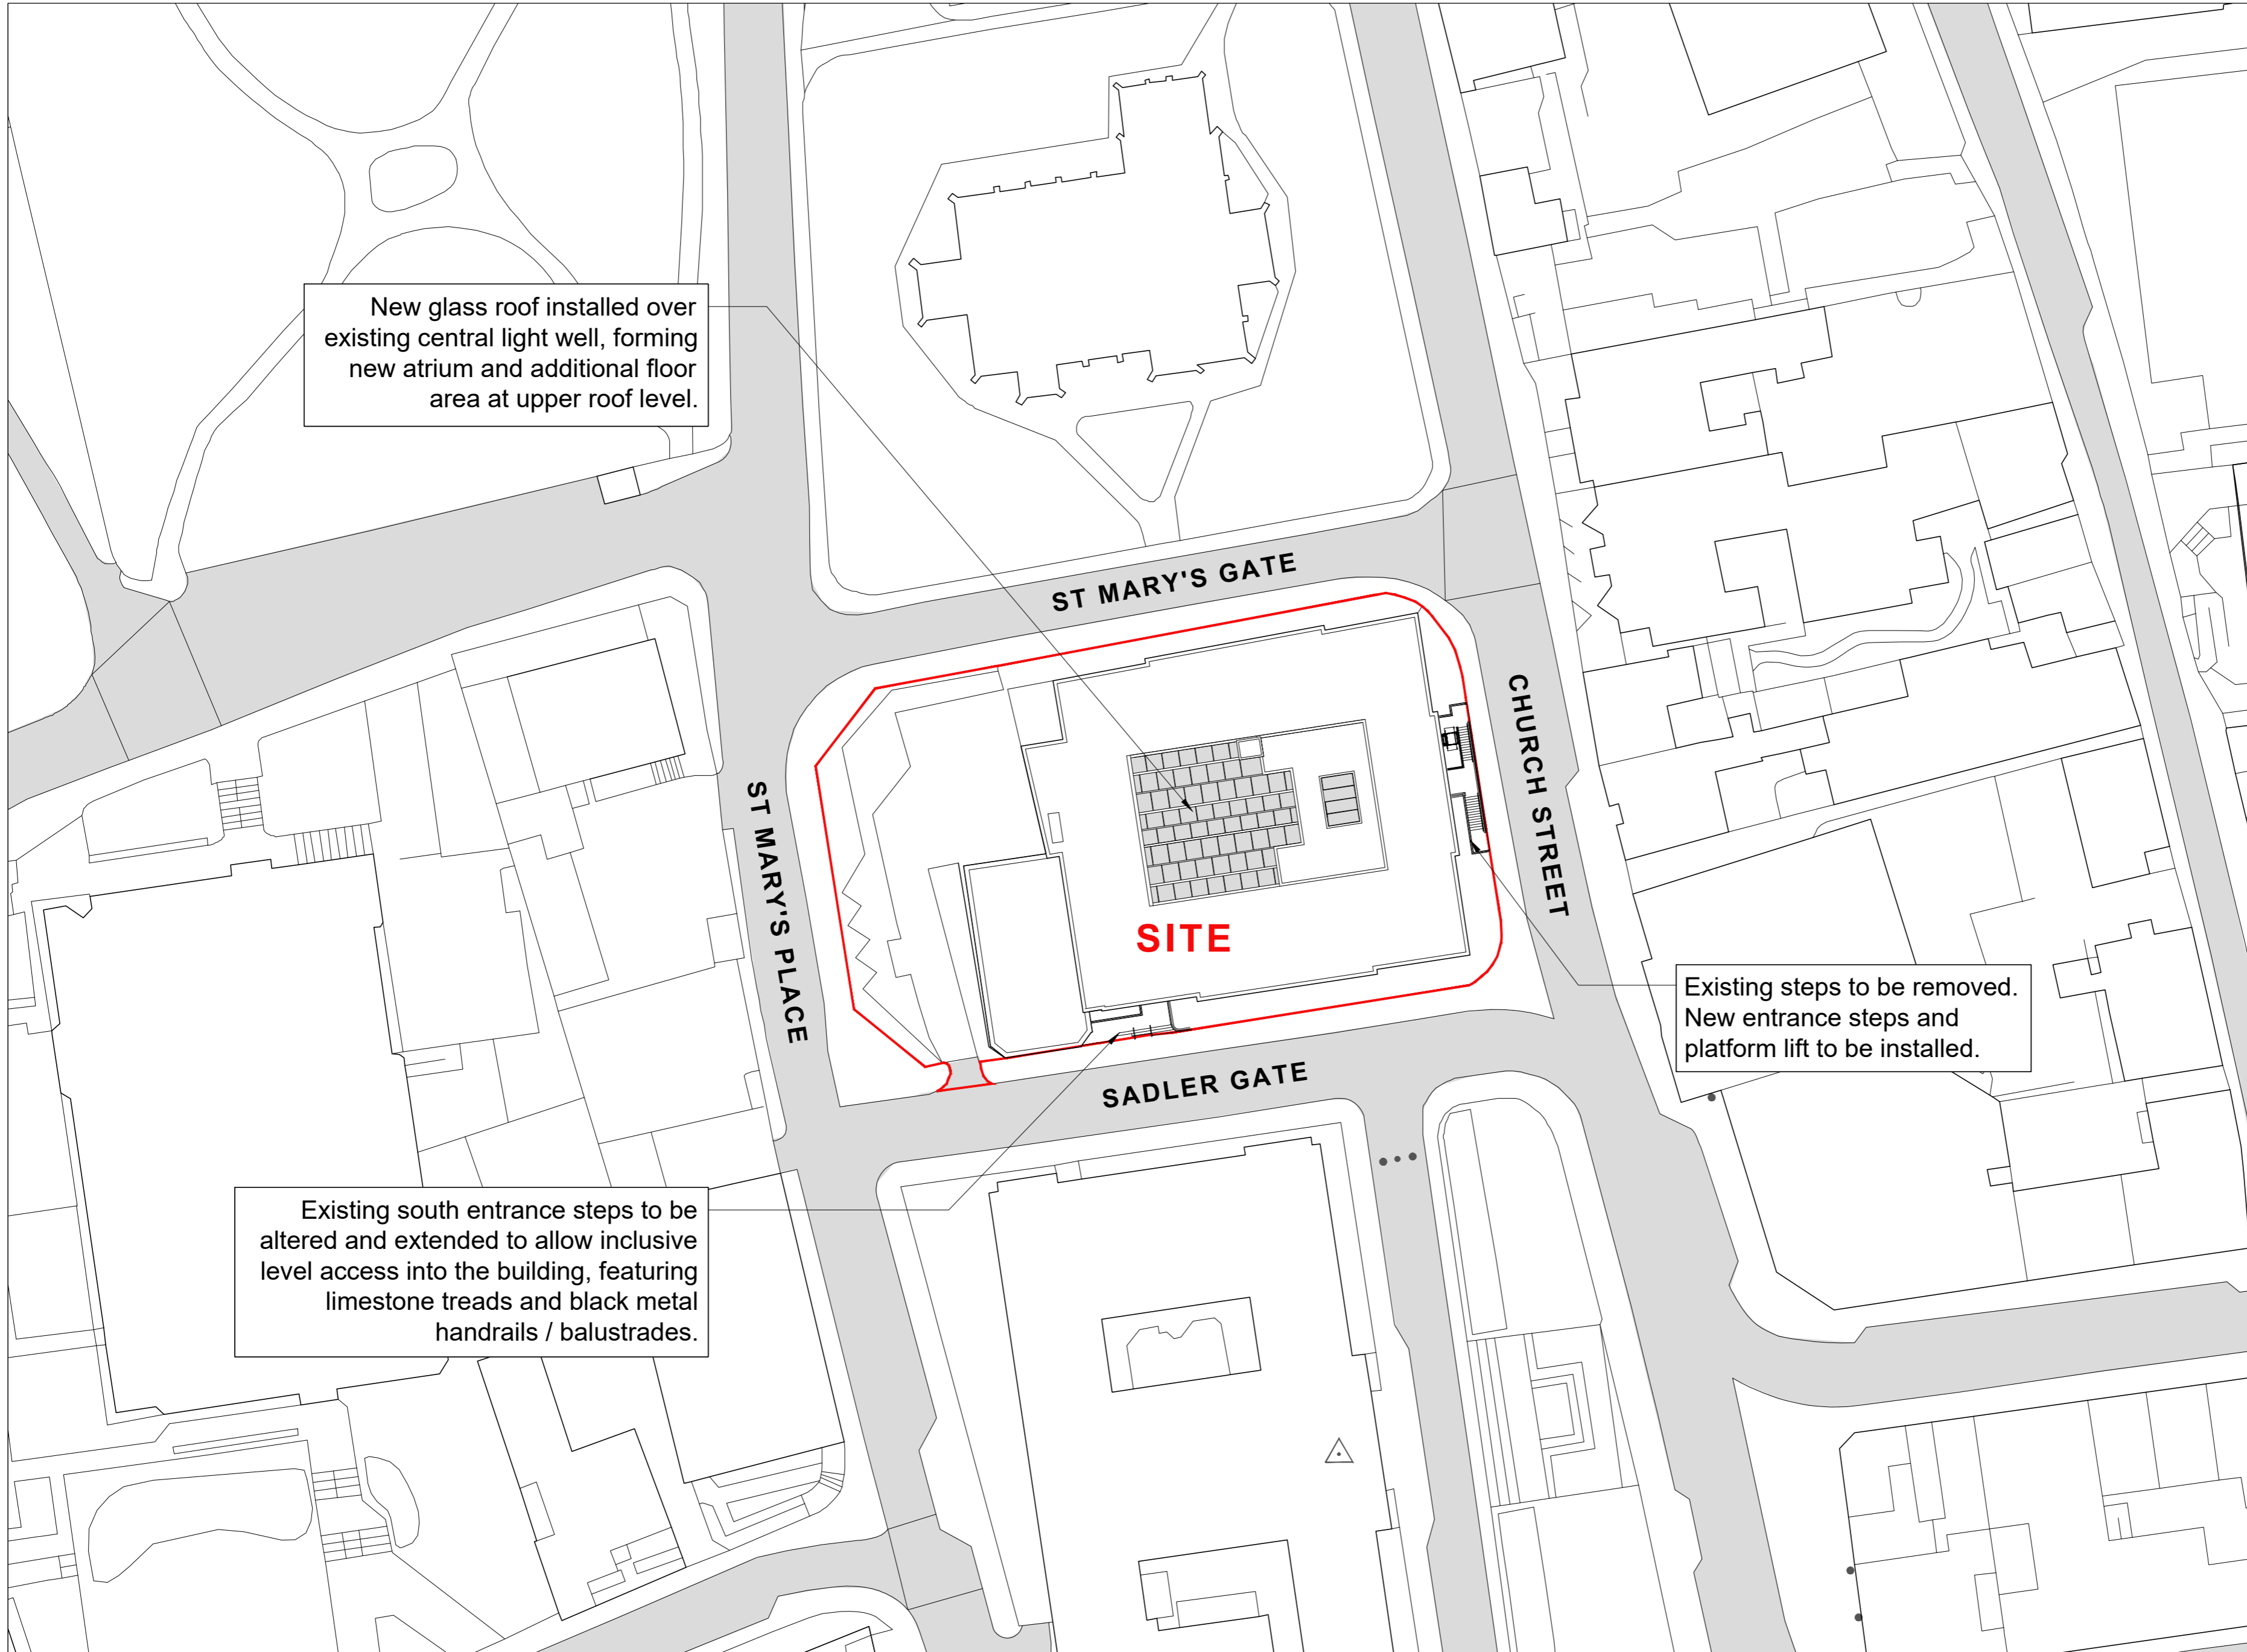 New glass roof installed over
existing central light well, forming
new atrium and additional floor
area at upper roof level.
ST MARY'S GATE
CHURCH STREET
ST MARY'S PLACE
SITE
Existing steps to be removed.
New entrance steps and
platform lift to be installed.
SADLER GATE
Existing south entrance steps to be
altered and extended to allow inclusive
level access into the building, featuring
limestone treads and black metal
handrails / balustrades.